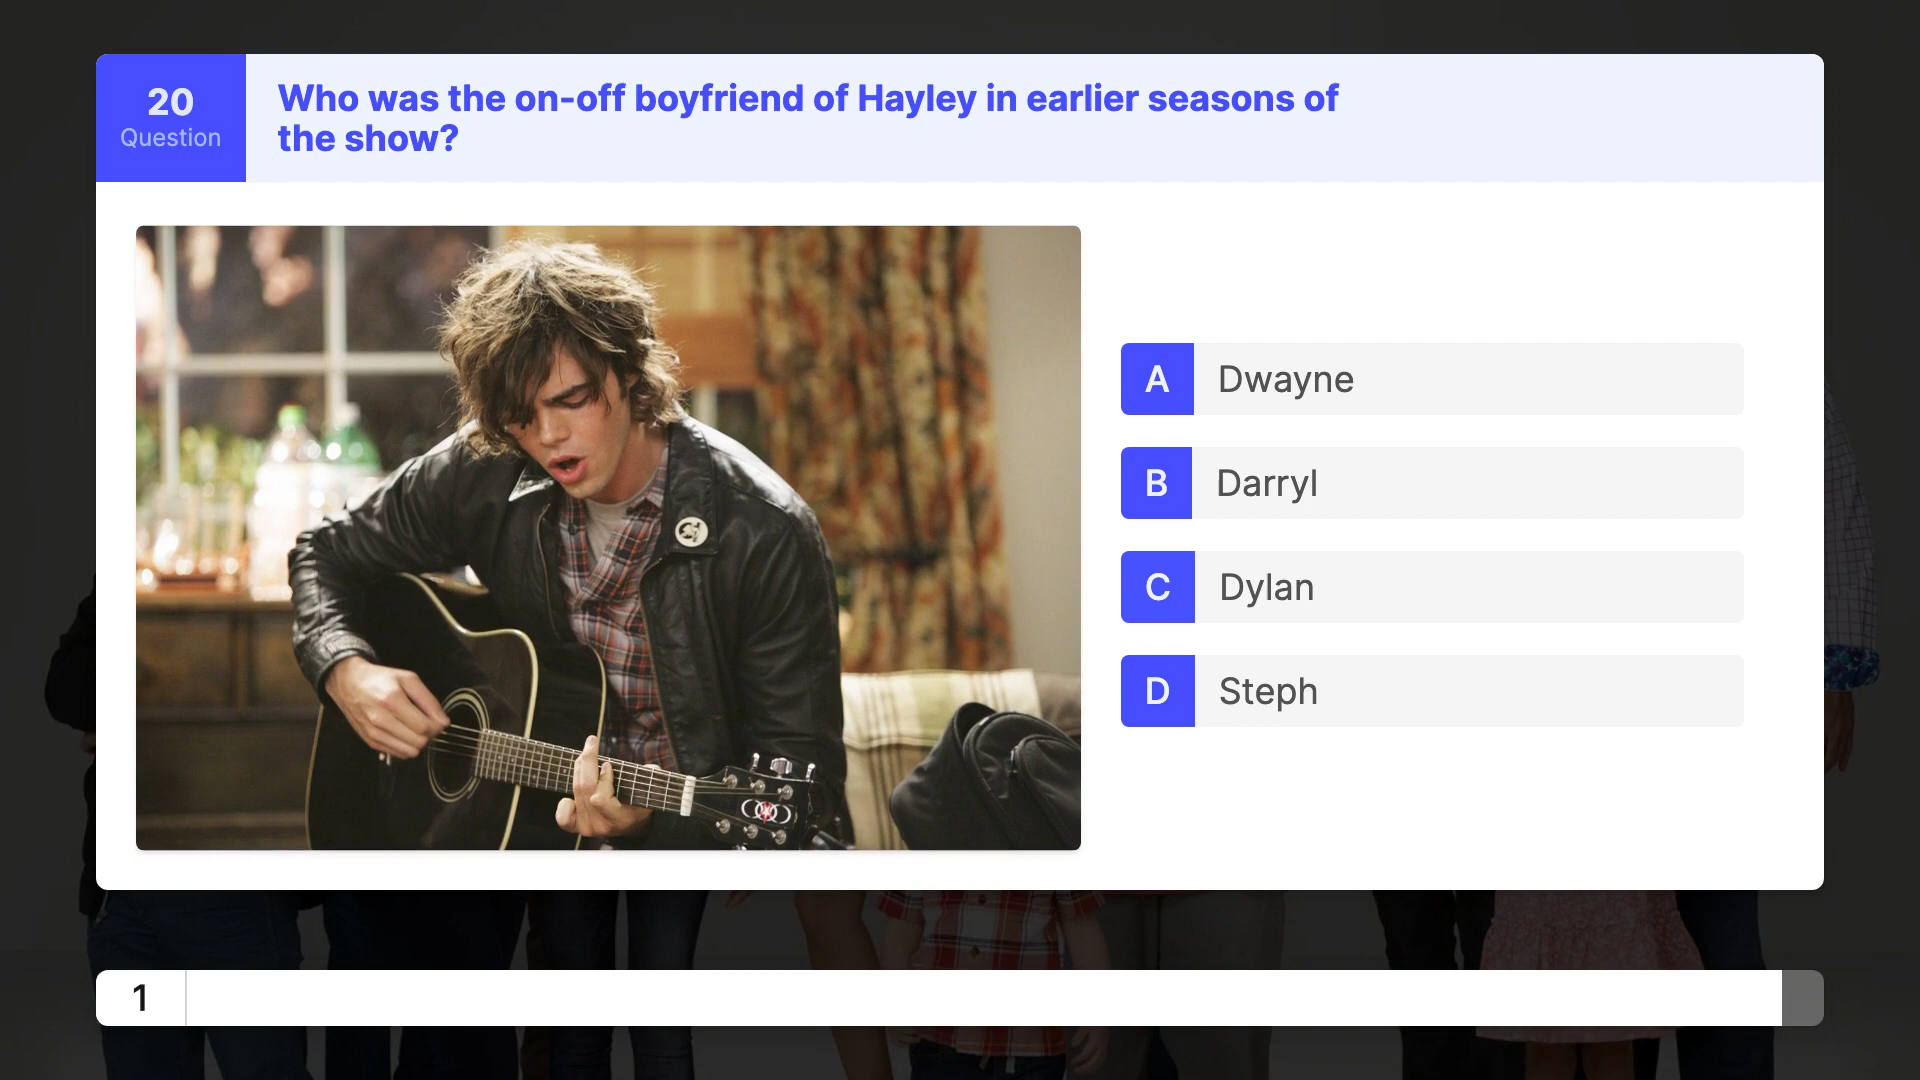 20
Question
Who was the on-off boyfriend of Hayley in earlier seasons of
the show?
A Dwayne
B Darryl
C Dylan
D Steph
1